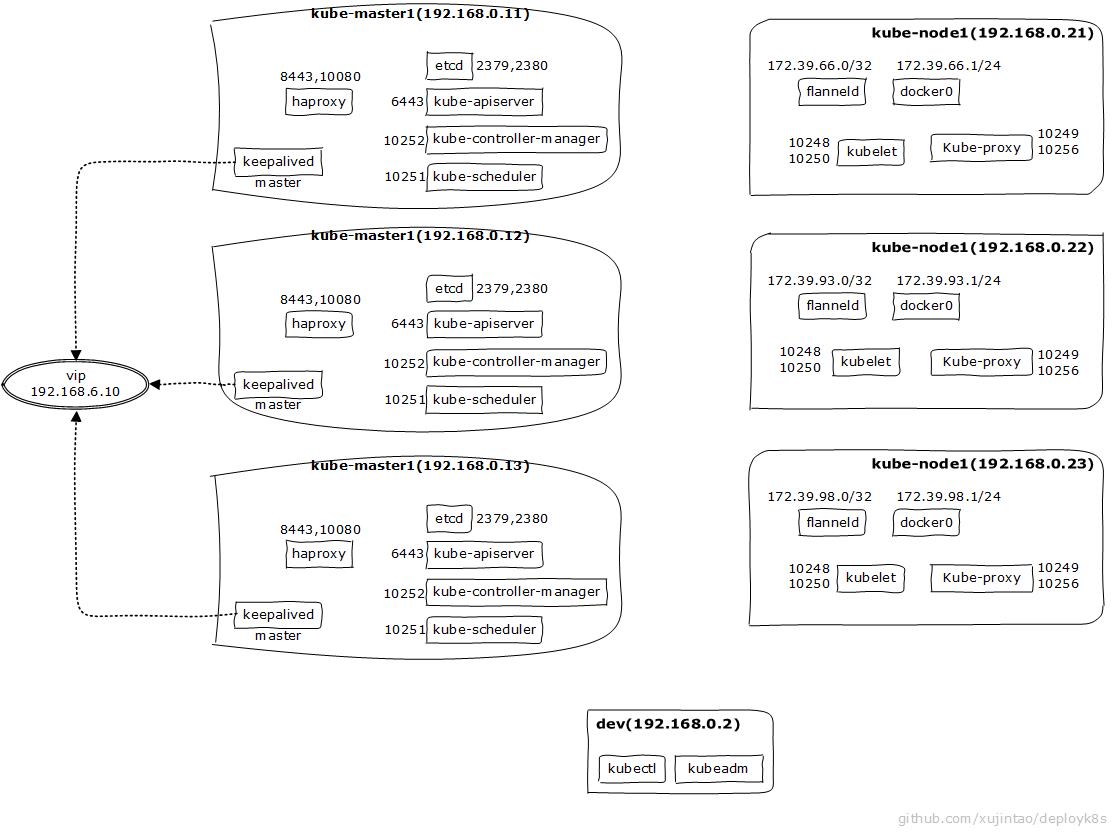 kube-master1(192.168.0.11)
etcd 2379,2380
8443,10080
haproxy
6443 kube-apiserver
10252 kube-controller-manager
keepalived
master
10251 kube-scheduler
kube-master1(192.168.0.12)
etcd 2379,2380
8443,10080
haproxy
6443 kube-apiserver
10252 kube-controller-manager
keepalived
master
10251 kube-scheduler
vip
192.168.6.10
kube-master1(192.168.0.13)
etcd 2379,2380
8443,10080
haproxy
6443 kube-apiserver
10252 kube-controller-manager
keepalived
master
10251 kube-scheduler
kube-node1(192.168.0.21)
172.39.66.0/32 172.39.66.1/24
flanneld docker0
10248
10250
kubelet
Kube-proxy
10249
10256
kube-node1(192.168.0.22)
172.39.93.0/32 172.39.93.1/24
flanneld docker0
10248
10250
kubelet
Kube-proxy
10249
10256
kube-node1(192.168.0.23)
172.39.98.0/32 172.39.98.1/24
flanneld docker0
10248
10250
kubelet
Kube-proxy
10249
10256
dev(192.168.0.2)
kubectl kubeadm
github.com/xujintao/deployk8s